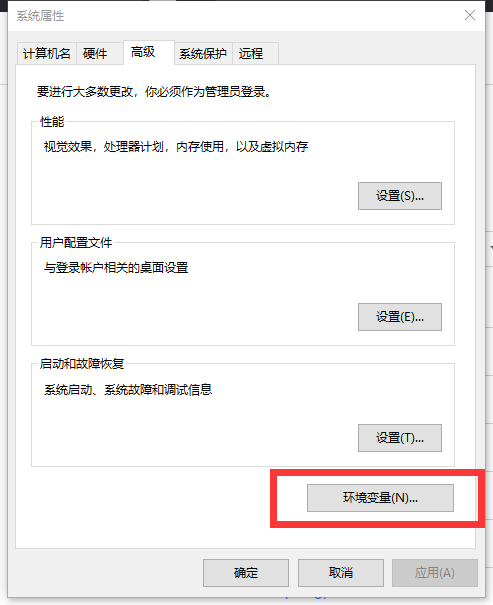 系统属性
计算机名 硬件 高级 系统保护 远程
要进行大多数更改，你必须作为管理员登录。
性能
视觉效果，处理器计划，内存使用，以及虚拟内存
设置(S)...
用户配置文件
与登录帐户相关的桌面设置
设置(E)...
启动和故障恢复
系统启动、系统故障和调试信息
设置(T)...
环境变量(N)...
确定 取消 应用(A)